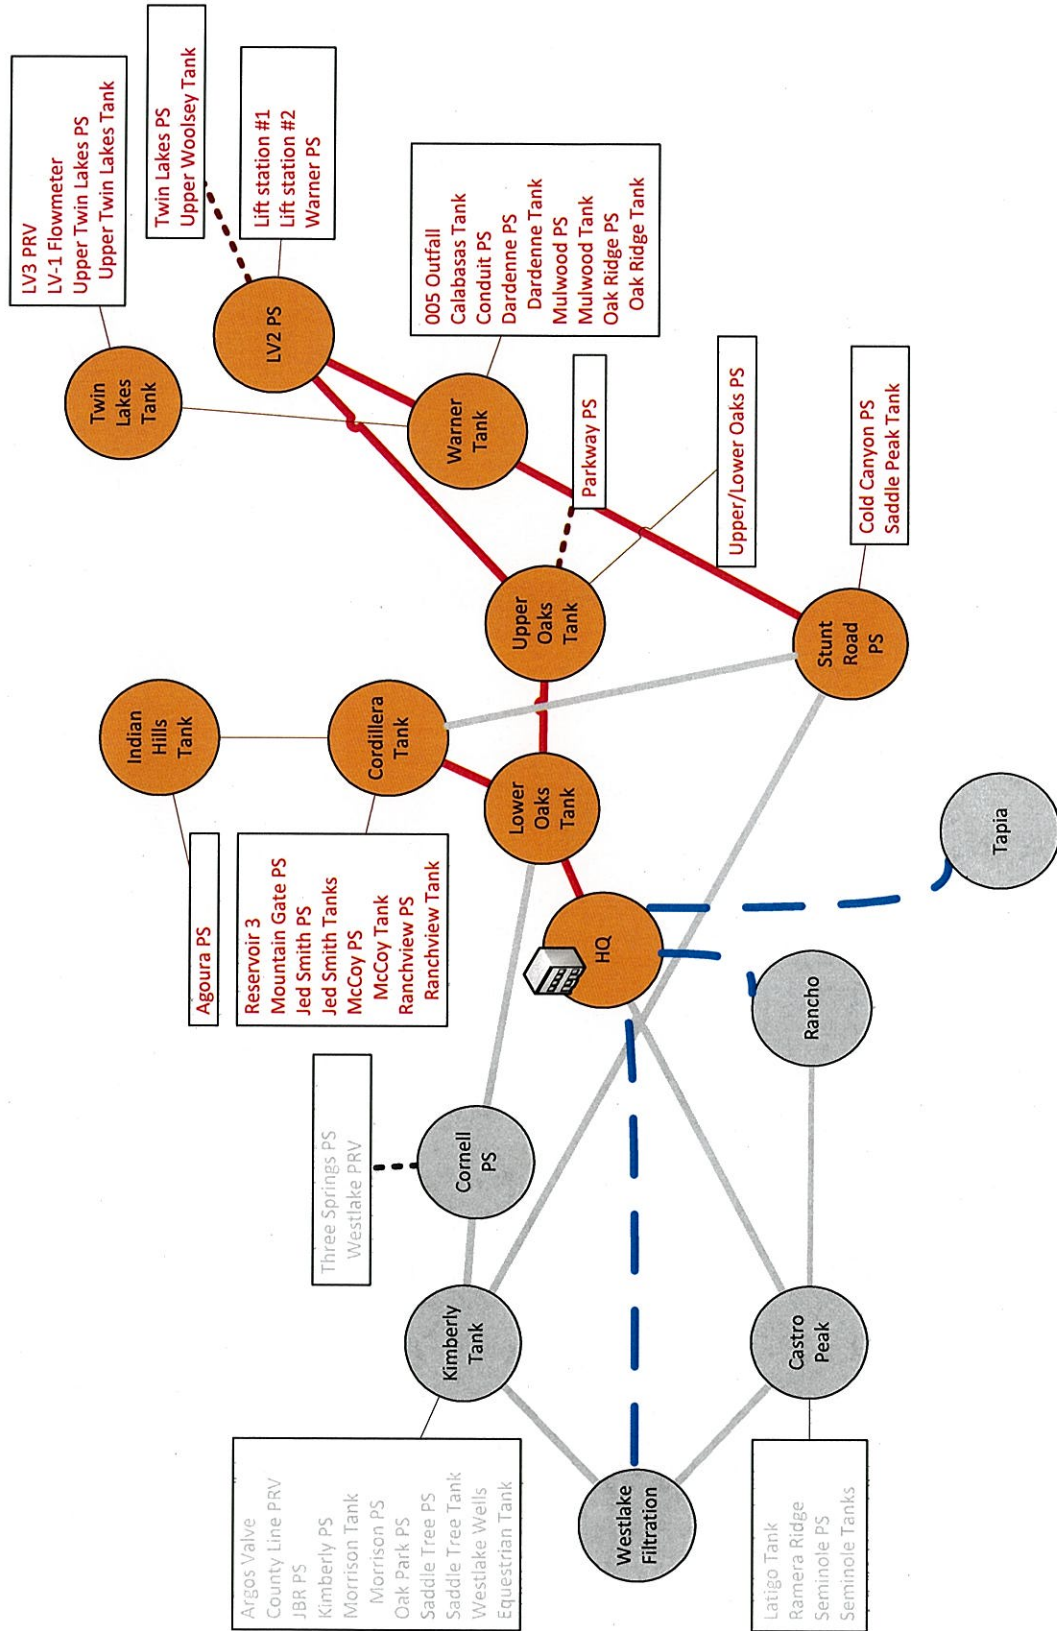 Argos Valve
County Line PRV
JBR PS
Kimberly PS
Morrison Tank
Morrison PS
Oak Park PS
Saddle Tree PS
Saddle Tree Tank
Westlake Wells
Equestrian Tank
Three Springs PS
Westlake PRV
Agoura PS
Reservoir 3
Mountain Gate PS
Jed Smith PS
Jed Smith Tanks
McCoy PS
McCoy Tank
Ranchview PS
Ranchview Tank
Indian
Hills
Tank
Cordillera
Tank
Twin
Lakes
Tank
LV3 PRV
LV-1 Flowmeter
Upper Twin Lakes PS
Upper Twin Lakes Tank
Twin Lakes PS
Upper Woolsey Tank
LV2 PS
Lift station #1
Lift station #2
Warner PS
Warner
Tank
005 Outfall
Calabasas Tank
Conduit PS
Dardenne PS
Dardenne Tank
Mulwood PS
Mulwood Tank
Oak Ridge PS
Oak Ridge Tank
Kimberly
Tank
Cornell
PS
Lower
Oaks
Tank
Upper
Oaks
Tank
Parkway PS
Upper/Lower Oaks PS
Westlake
Filtration
HQ
Castro
Peak
Rancho
Tapia
Stunt
Road
PS
Cold Canyon PS
Saddle Peak Tank
Latigo Tank
Ramera Ridge
Seminole PS
Seminole Tanks